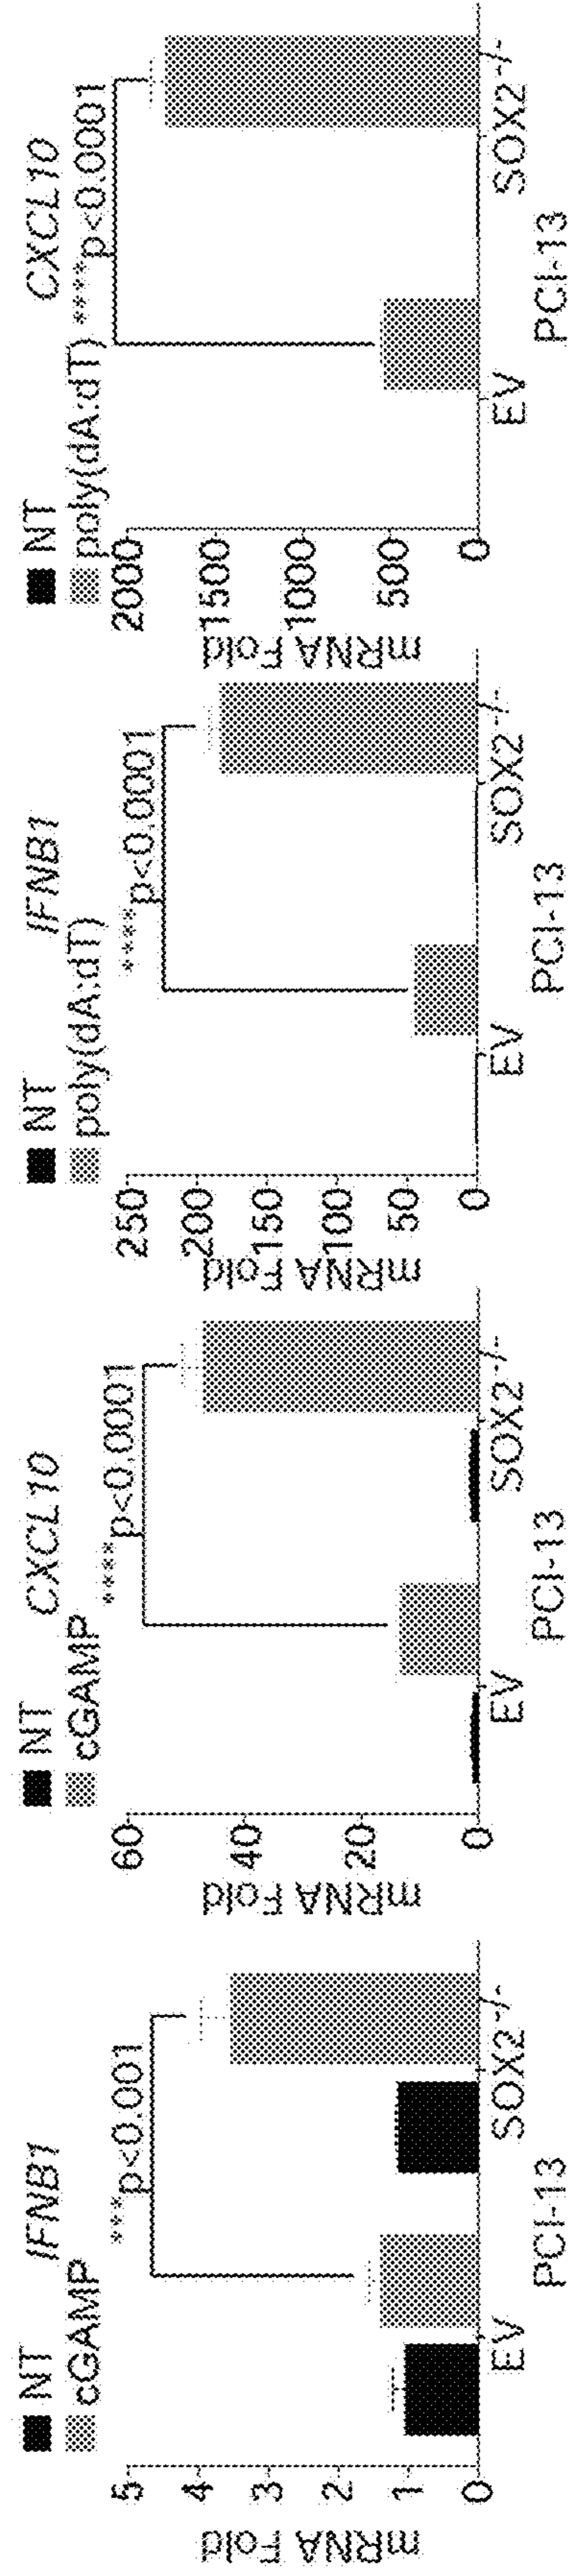 NT
IFNB1
cGAMP
***p<0.001
5
4
3
2
1
0
mRNA Fold
EV
SOX2-/-
PCI-13
NT
CXCL10
cGAMP
****p<0.0001
60
40
20
0
mRNA Fold
EV
SOX2-/-
PCI-13
NT
IFNB1
poly(dA:dT)
****p<0.0001
250
200
150
100
50
0
mRNA Fold
EV
SOX2-/-
PCI-13
NT
CXCL10
poly(dA:dT) ****p<0.0001
2000
1500
1000
500
0
mRNA Fold
EV
SOX2-/-
PCI-13